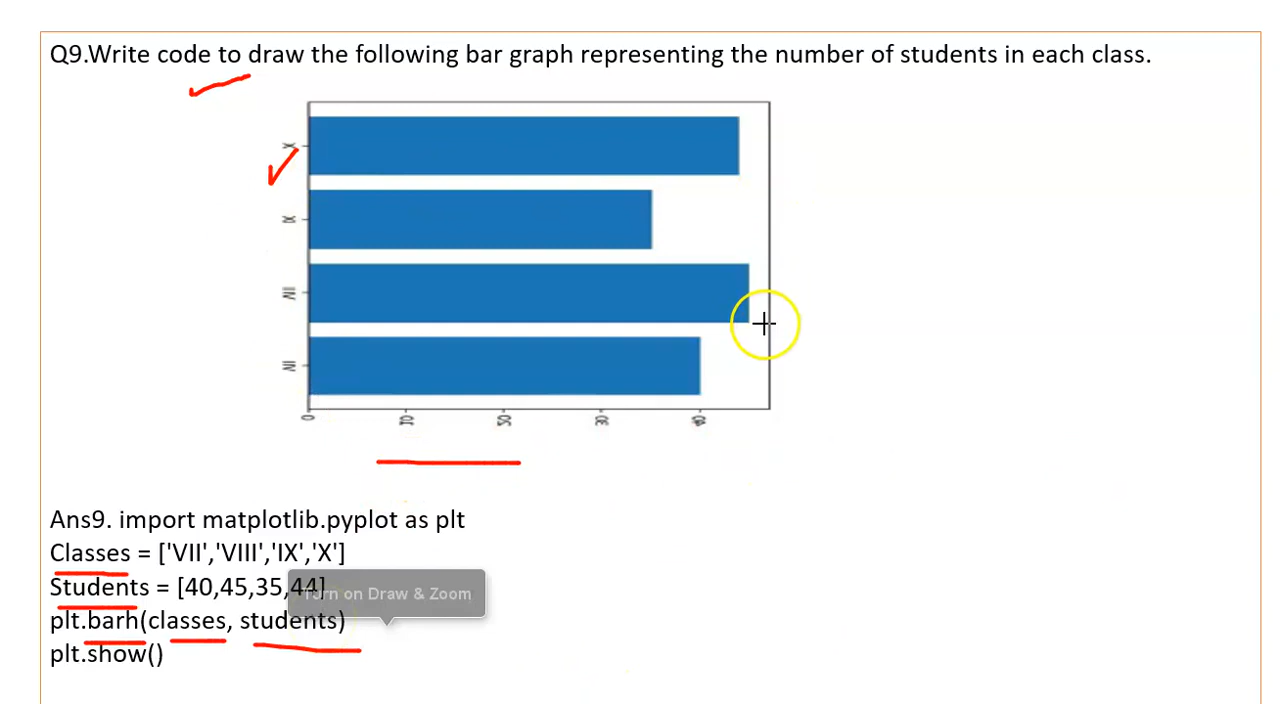 Q9.Write code to draw the following bar graph representing the number of students in each class.
X
IX
0
Ans9. import matplotlib.pyplot as plt
Classes = ['VII','VIII','IX','X']
Students = [40,45,35,44]
Turn on Draw & Zoom
plt.barh(classes, students)
plt.show()